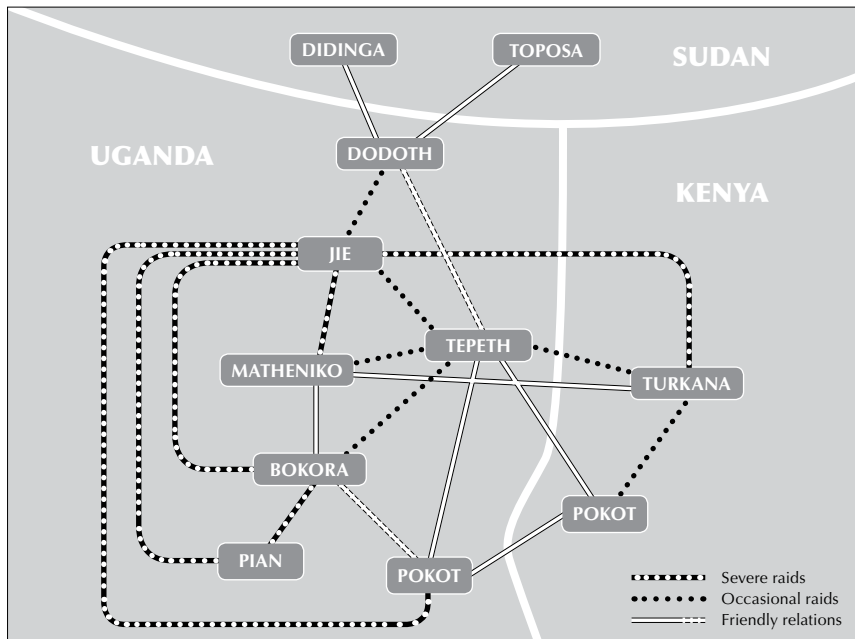 DIDINGA
TOPOSA
SUDAN
UGANDA
DODOTH
KENYA
JIE
TEPETH
MATHENIKO
TURKANA
BOKORA
POKOT
PIAN
POKOT
Severe raids
Occasional raids
Friendly relations